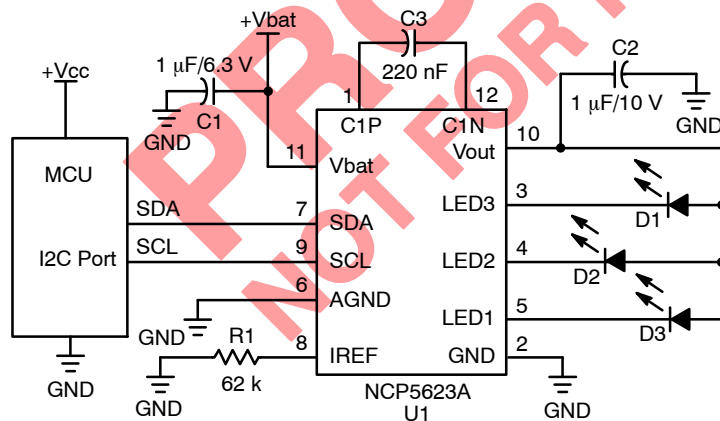 +Vbat
C3
C2
+Vcc
1 μF/6.3 V
220 nF
1 μF/10 V
1
12
GND
C1
C1P
C1N
GND
10
11
Vbat
Vout
MCU
SDA
7
SDA
LED3
3
D1
I2C Port
SCL
9
SCL
LED2
4
D2
6
AGND
GND
LED1
5
D3
R1
8
IREF
GND
2
GND
62 k
GND
NCP5623A
U1
GND
NOT FOR